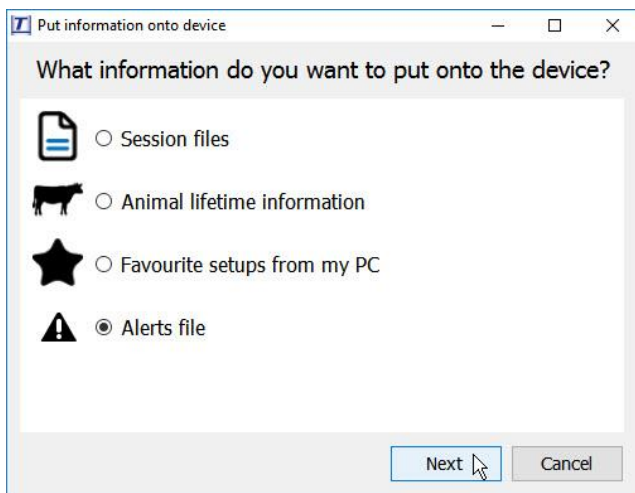 T Put information onto device
What information do you want to put onto the device?
Session files
Animal lifetime information
Favourite setups from my PC
Alerts file
Next Cancel